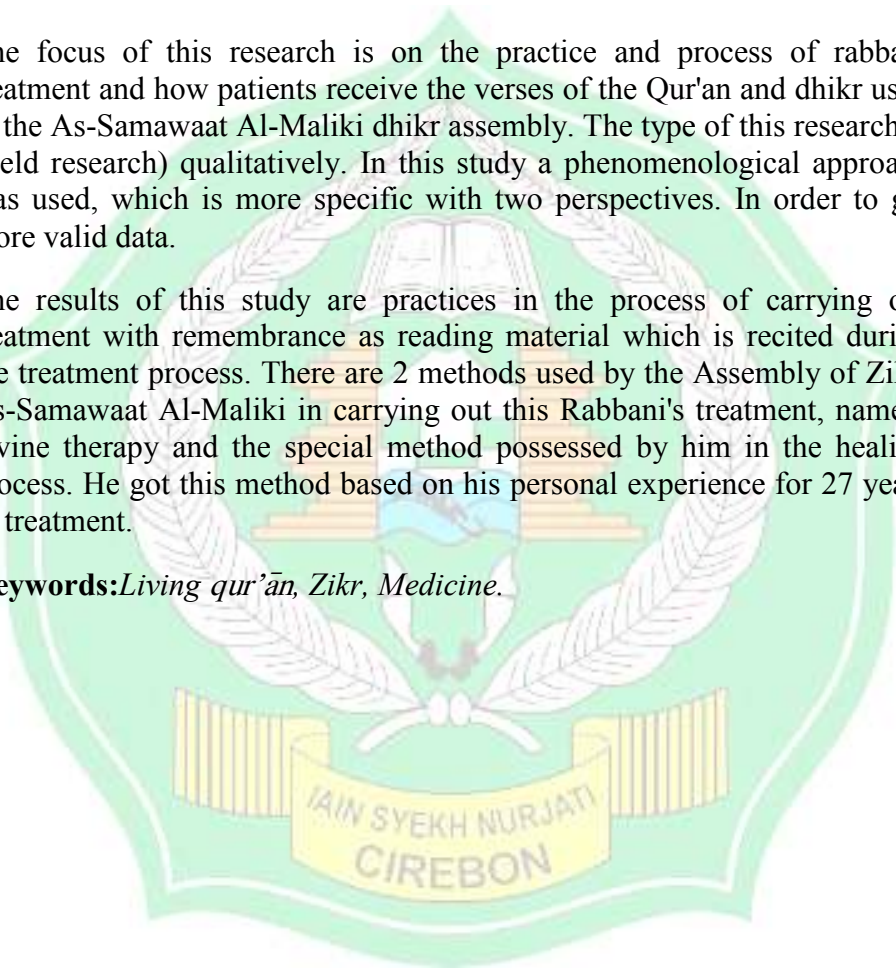 he focus of this research is on the practice and process of rabba
eatment and how patients receive the verses of the Qur'an and dhikr us
the As-Samawaat Al-Maliki dhikr assembly. The type of this research
eld research) qualitatively. In this study a phenomenological approa
as used, which is more specific with two perspectives. In order to g
ore valid data.
he results of this study are practices in the process of carrying o
eatment with remembrance as reading material which is recited duri
e treatment process. There are 2 methods used by the Assembly of Zi
s-Samawaat Al-Maliki in carrying out this Rabbani's treatment, name
vine therapy and the special method possessed by him in the heali
ocess. He got this method based on his personal experience for 27 yea
treatment.
eywords:Living qur'ān, Zikr, Medicine.
IAIN SYEKH NURJATI
CIREBON